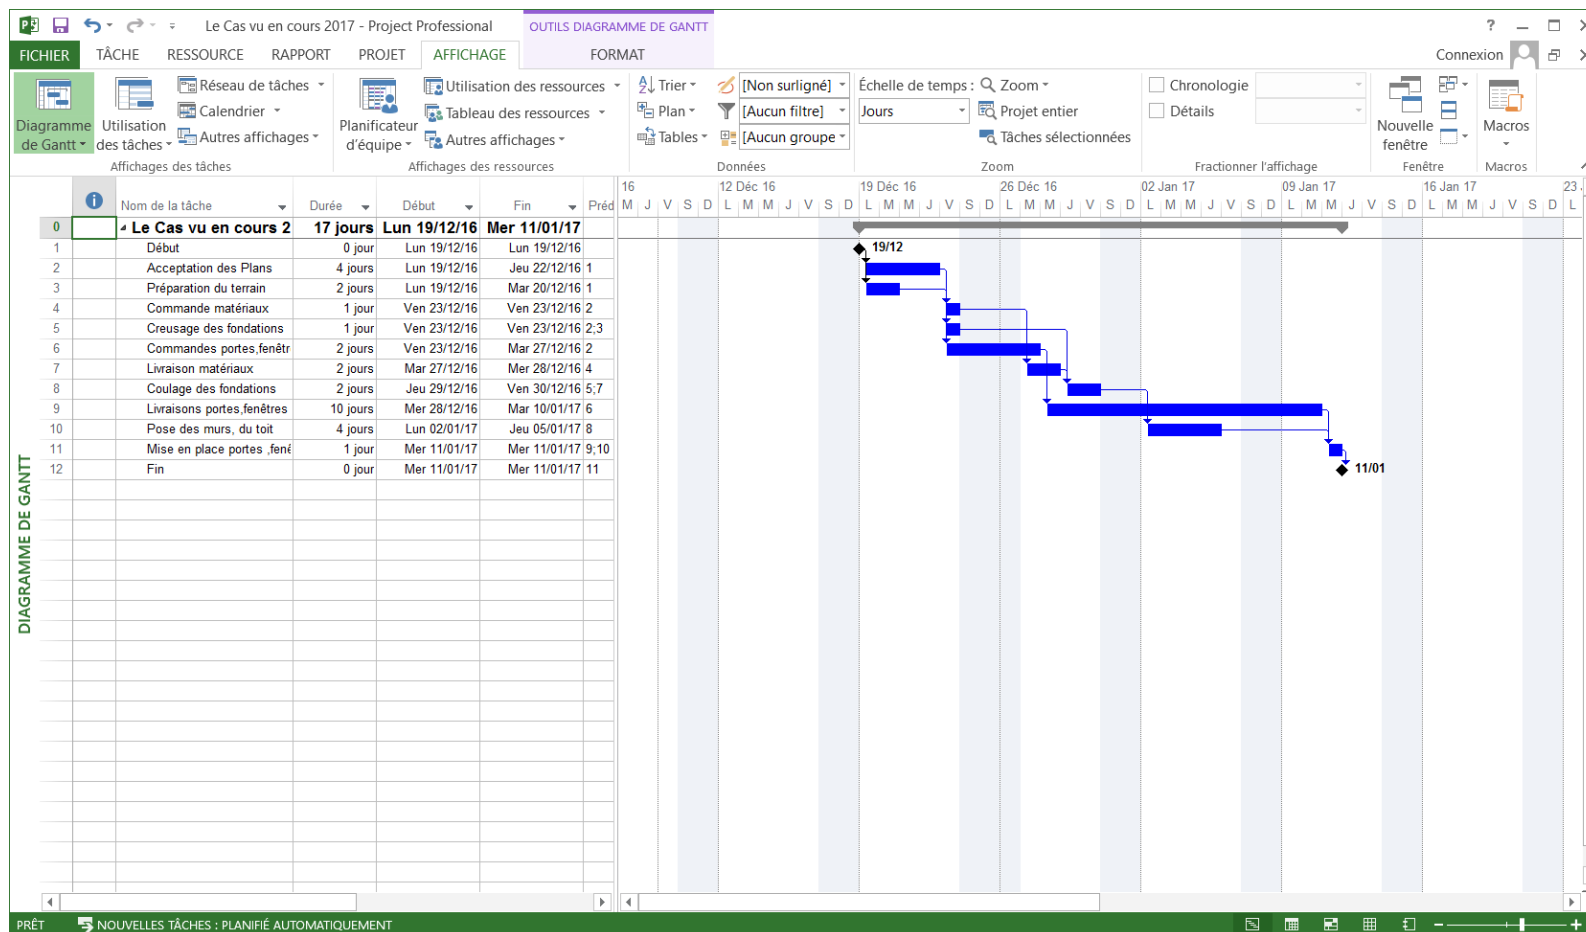 Le Cas vu en cours 2017 - Project Professional
OUTILS DIAGRAMME DE GANTT
?
FICHIER TÂCHE RESSOURCE RAPPORT PROJET AFFICHAGE FORMAT Connexion
Diagramme de Gantt
Utilisation des tâches
Réseau de tâches
Calendrier
Autres affichages
Affichages des tâches
Planificateur d'équipe
Utilisation des ressources
Tableau des ressources
Autres affichages
Affichages des ressources
Trier
Plan
Tables
[Non surligné]
[Aucun filtre]
[Aucun groupe
Données
Échelle de temps :
Jours
Zoom
Projet entier
Tâches sélectionnées
Zoom
Chronologie
Détails
Fractionner l'affichage
Nouvelle fenêtre
Fenêtre
Macros
Macros
Nom de la tâche Durée Début Fin Préd
16 12 Déc 16 19 Déc 16 26 Déc 16 02 Jan 17 09 Jan 17 16 Jan 17 23
M J V S D L M M J V S D L M M J V S D L M M J V S D L M M J V S D L M M J V S D L M M J V S D L
0 Le Cas vu en cours 2 17 jours Lun 19/12/16 Mer 11/01/17
1 Début 0 jour Lun 19/12/16 Lun 19/12/16
2 Acceptation des Plans 4 jours Lun 19/12/16 Jeu 22/12/16 1
3 Préparation du terrain 2 jours Lun 19/12/16 Mar 20/12/16 1
4 Commande matériaux 1 jour Ven 23/12/16 Ven 23/12/16 2
5 Creusage des fondations 1 jour Ven 23/12/16 Ven 23/12/16 2;3
6 Commandes portes,fenêtr 2 jours Ven 23/12/16 Mar 27/12/16 2
7 Livraison matériaux 2 jours Mar 27/12/16 Mer 28/12/16 4
8 Coulage des fondations 2 jours Jeu 29/12/16 Ven 30/12/16 5;7
9 Livraisons portes,fenêtres 10 jours Mer 28/12/16 Mar 10/01/17 6
10 Pose des murs, du toit 4 jours Lun 02/01/17 Jeu 05/01/17 8
11 Mise en place portes ,fenê 1 jour Mer 11/01/17 Mer 11/01/17 9;10
12 Fin 0 jour Mer 11/01/17 Mer 11/01/17 11
19/12
11/01
DIAGRAMME DE GANTT
PRÊT NOUVELLES TÂCHES : PLANIFIÉ AUTOMATIQUEMENT